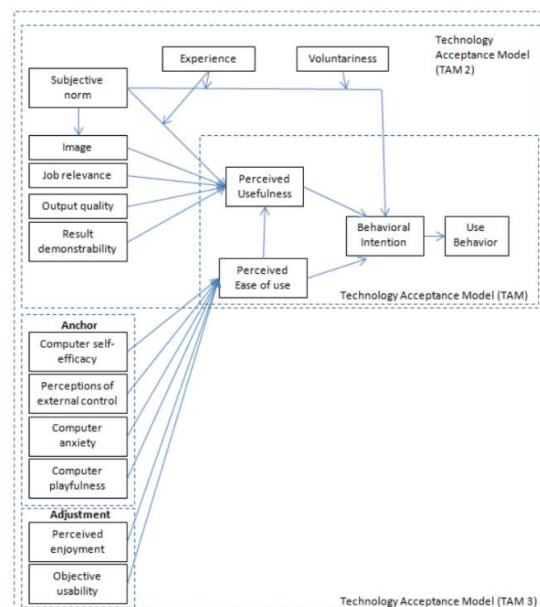 Technology
Acceptance Model
(TAM 2)
Experience
Voluntariness
Subjective
norm
Image
Job relevance
Output quality
Result
demonstrability
Perceived
Usefulness
Behavioral
Intention
Use
Behavior
Perceived
Ease of use
Technology Acceptance Model (TAM)
Anchor
Computer self-
efficacy
Perceptions of
external control
Computer
anxiety
Computer
playfulness
Adjustment
Perceived
enjoyment
Objective
usability
Technology Acceptance Model (TAM 3)